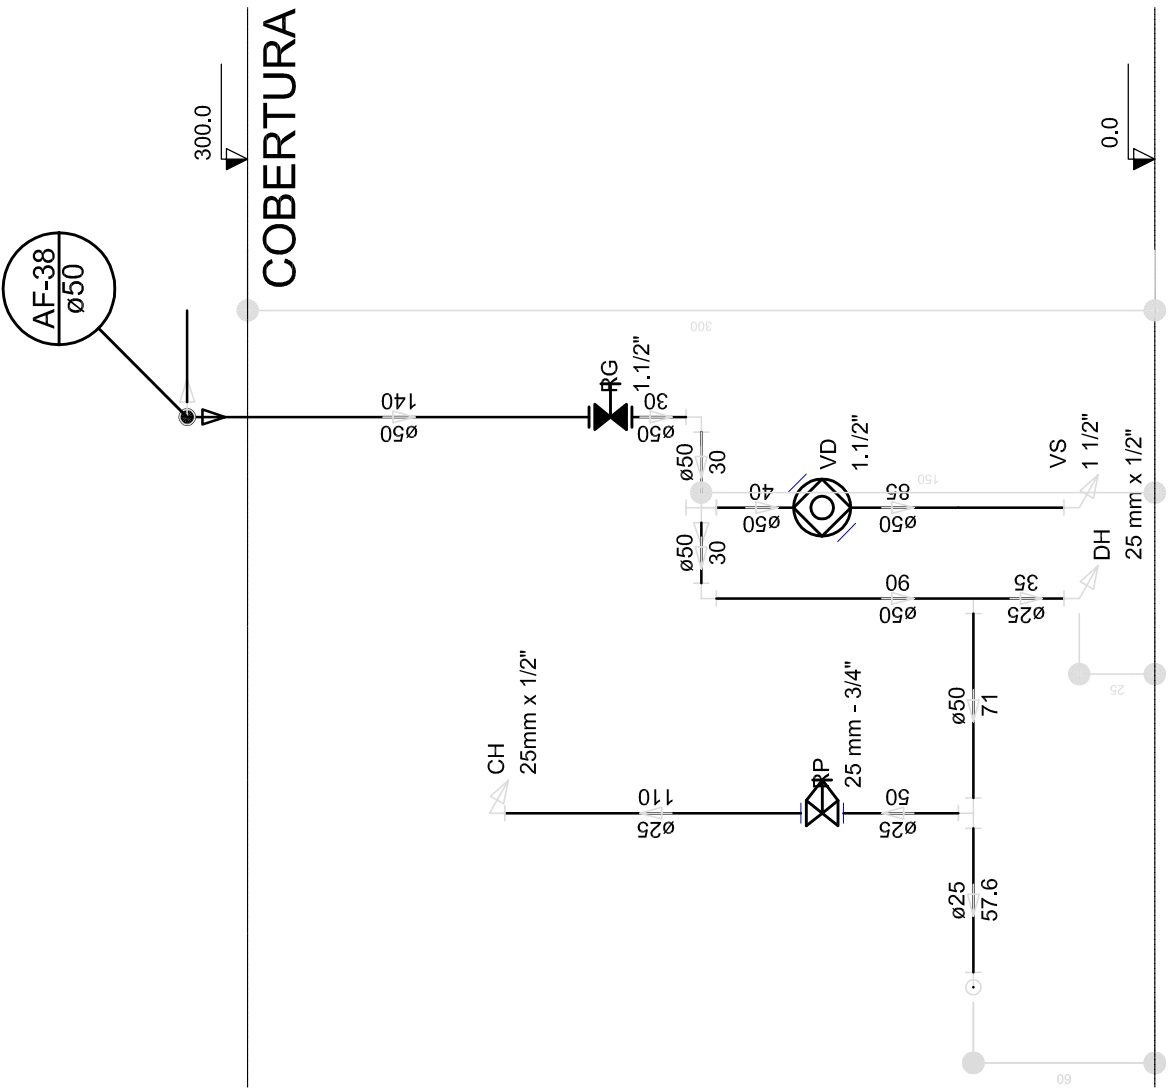 COBERTURA
300.0
0.0
AF-38
ø50
300
140
ø50
RG
1.1/2"
30
ø50
ø50
30
VD
1.1/2"
40
ø50
85
ø50
150
VS
1 1/2"
DH
25 mm x 1/2"
ø50
30
90
ø50
35
ø25
25
ø50
71
CH
25mm x 1/2"
RP
25 mm - 3/4"
110
ø25
50
ø25
ø25
57.6
60